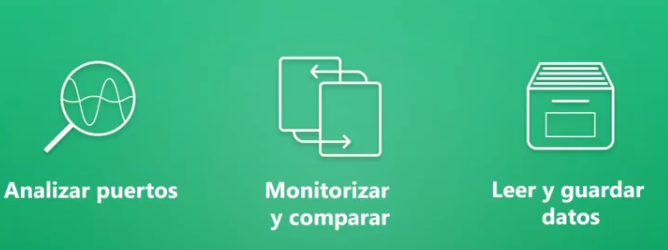 Analizar puertos
Monitorizar
y comparar
Leer y guardar
datos